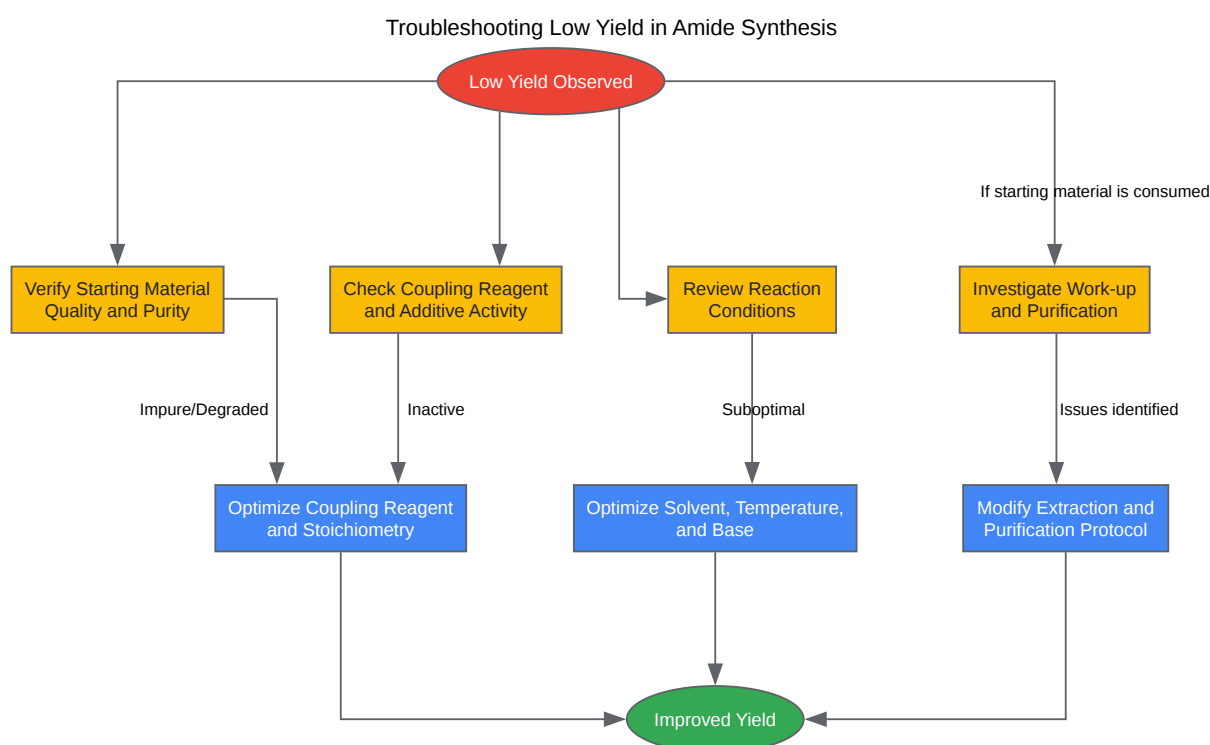 Troubleshooting Low Yield in Amide Synthesis
Low Yield Observed
If starting material is consumed
Verify Starting Material
Quality and Purity
Check Coupling Reagent
and Additive Activity
Review Reaction
Conditions
Investigate Work-up
and Purification
Impure/Degraded
Inactive
Suboptimal
Issues identified
Optimize Coupling Reagent
and Stoichiometry
Optimize Solvent, Temperature,
and Base
Modify Extraction and
Purification Protocol
Improved Yield